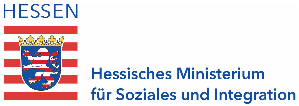 HESSEN
Hessisches Ministerium
für Soziales und Integration